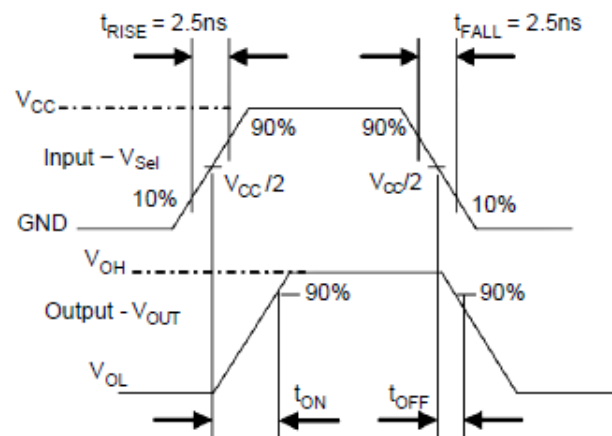 tRISE = 2.5ns
tFALL = 2.5ns
VCC
90%
90%
Input – VSel
VCC/2
VCC/2
10%
10%
GND
VOH
90%
90%
Output - VOUT
VOL
tON
tOFF